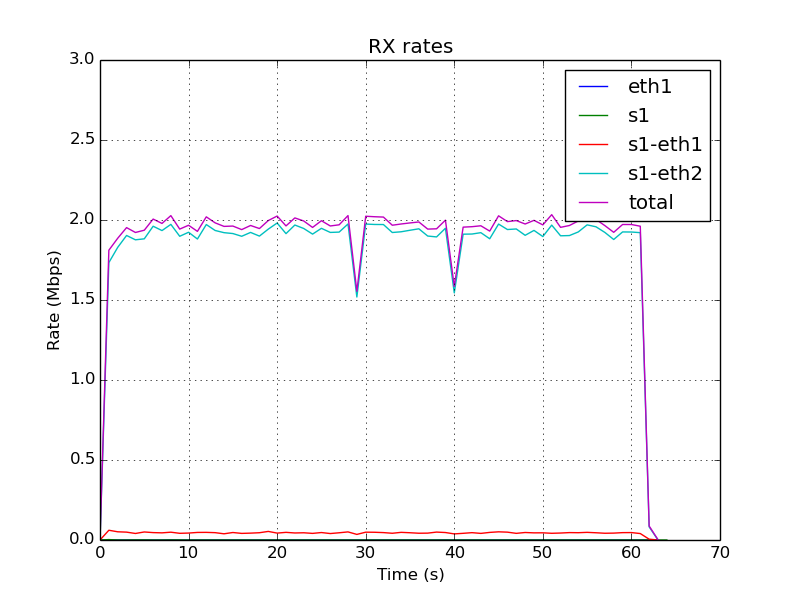 RX rates
3.0
2.5
2.0
1.5
1.0
0.5
0.0
Rate (Mbps)
eth1
s1
s1-eth1
s1-eth2
total
0 10 20 30 40 50 60 70
Time (s)